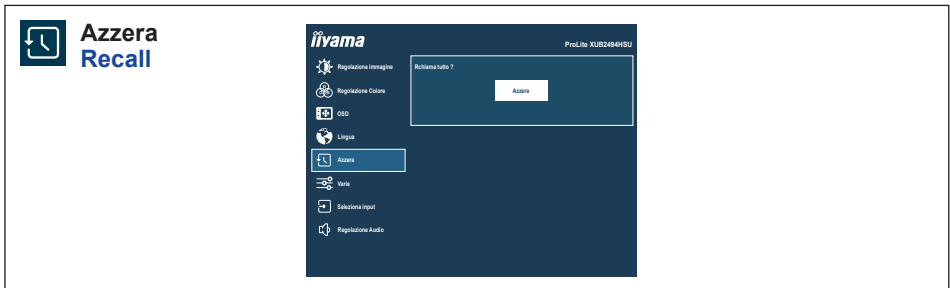 Azzera
Recall
iiyama
ProLite XUB2494HSU
Regolazione Immagine
Rchiama tutto ?
Regolazione Colore
Azzera
OSD
Lingua
Azzera
Varie
Seleziona input
Regolazione Audio